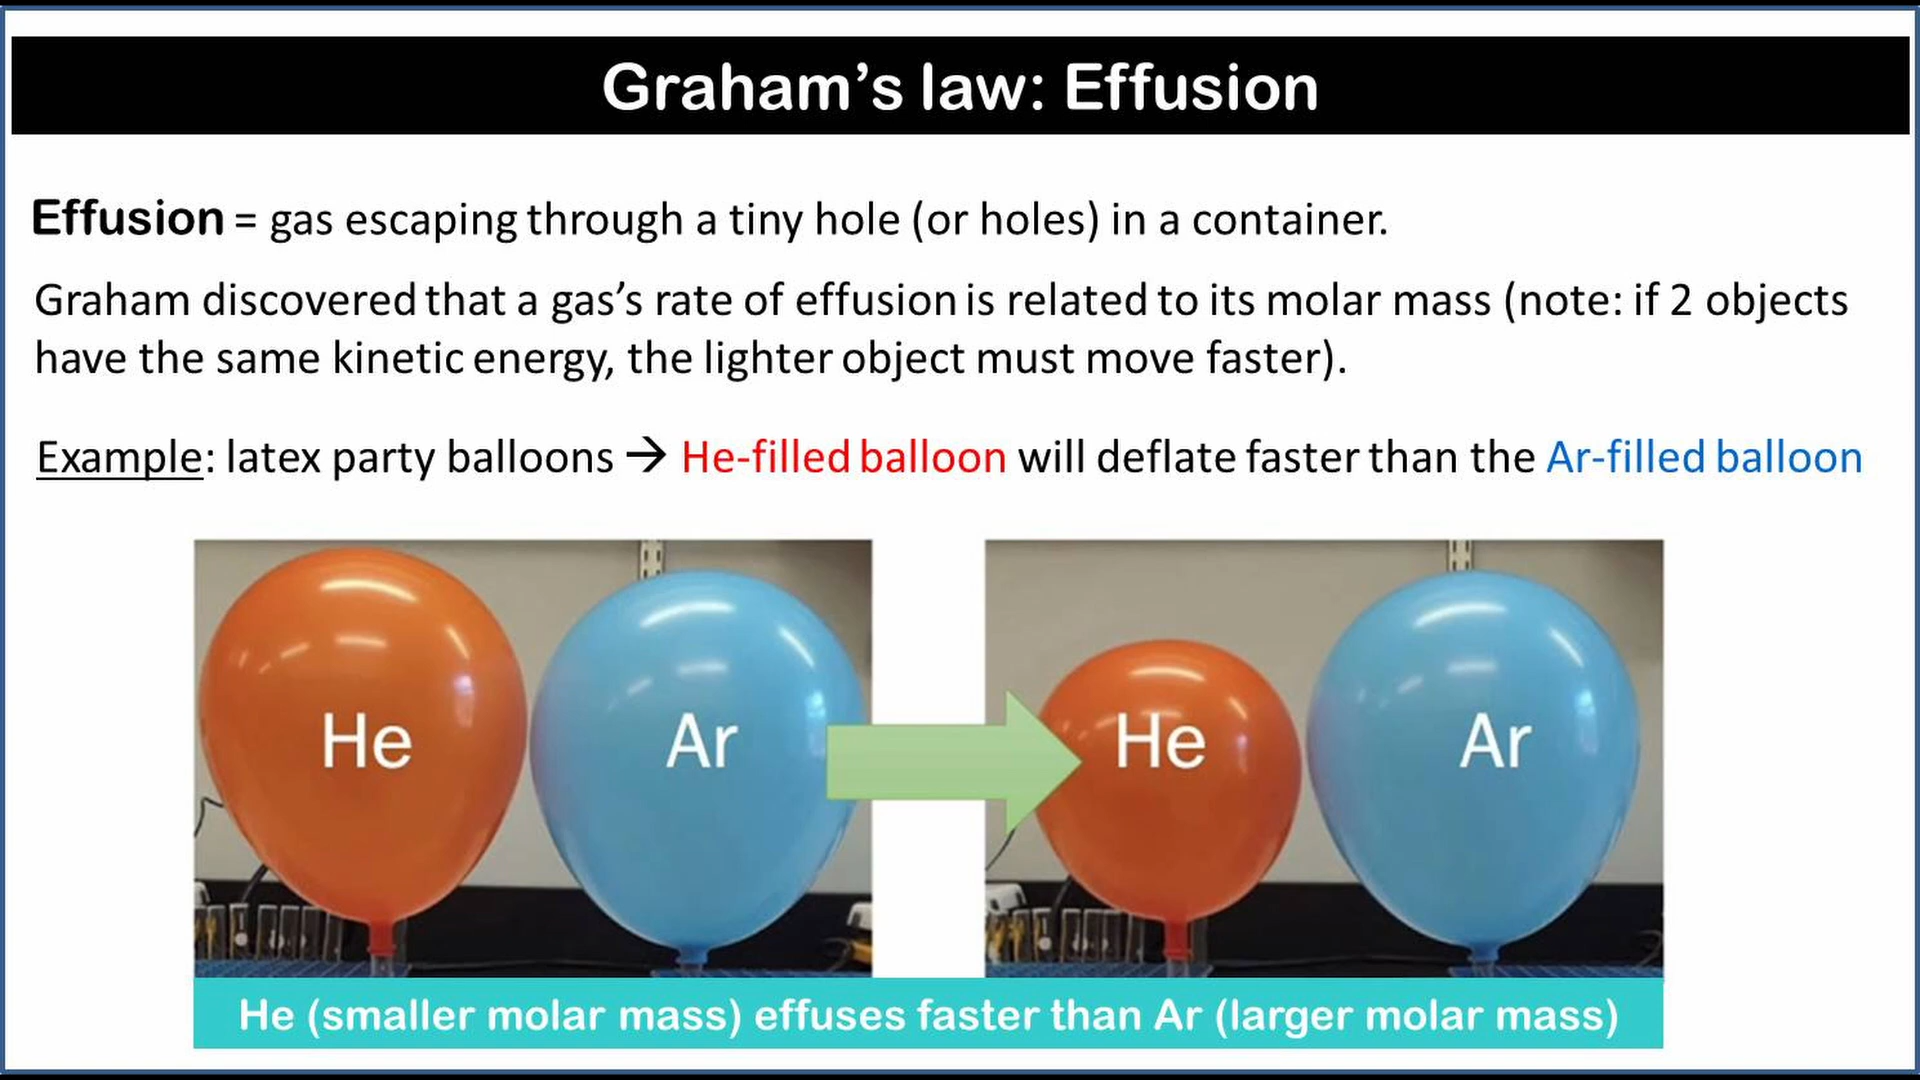 Graham’s law: Effusion
Effusion = gas escaping through a tiny hole (or holes) in a container.
Graham discovered that a gas’s rate of effusion is related to its molar mass (note: if 2 objects
have the same kinetic energy, the lighter object must move faster).
Example: latex party balloons → He-filled balloon will deflate faster than the Ar-filled balloon
He Ar He Ar
He (smaller molar mass) effuses faster than Ar (larger molar mass)